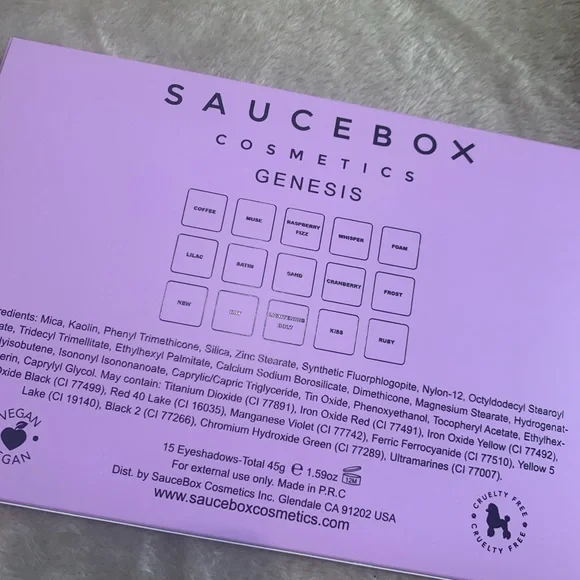 SAUCEBOX
COSMETICS
GENESIS
COFFEE MUSE RASPBERRY FIZZ WHISPER FOAM
LILAC SATIN SAND CRANBERRY FROST
NEW KISS RUBY
redients: Mica, Kaolin, Phenyl Trimethicone, Silica, Zinc Stearate, Synthetic Fluorphlogopite, Nylon-12, Octyldodecyl Stearoyl
ate, Tridecyl Trimellitate, Ethylhexyl Palmitate, Calcium Sodium Borosilicate, Dimethicone, Magnesium Stearate, Hydrogenat-
lyisobutene, Isononyl Isononanoate, Caprylic/Capric Triglyceride, Tin Oxide, Phenoxyethanol, Tocopheryl Acetate, Ethylhex-
erin, Caprylyl Glycol. May contain: Titanium Dioxide (CI 77891), Iron Oxide Red (CI 77491), Iron Oxide Yellow (CI 77492),
Oxide Black (CI 77499), Red 40 Lake (CI 16035), Manganese Violet (CI 77742), Ferric Ferrocyanide (CI 77510), Yellow 5
Lake (CI 19140), Black 2 (CI 77266), Chromium Hydroxide Green (CI 77289), Ultramarines (CI 77007).
VEGAN
GAN
15 Eyeshadows-Total 45g e 1.59oz 12M
For external use only. Made in P.R.C
Dist. by SauceBox Cosmetics Inc. Glendale CA 91202 USA
www.sauceboxcosmetics.com
CRUELTY FREE
CRUELTY FREE